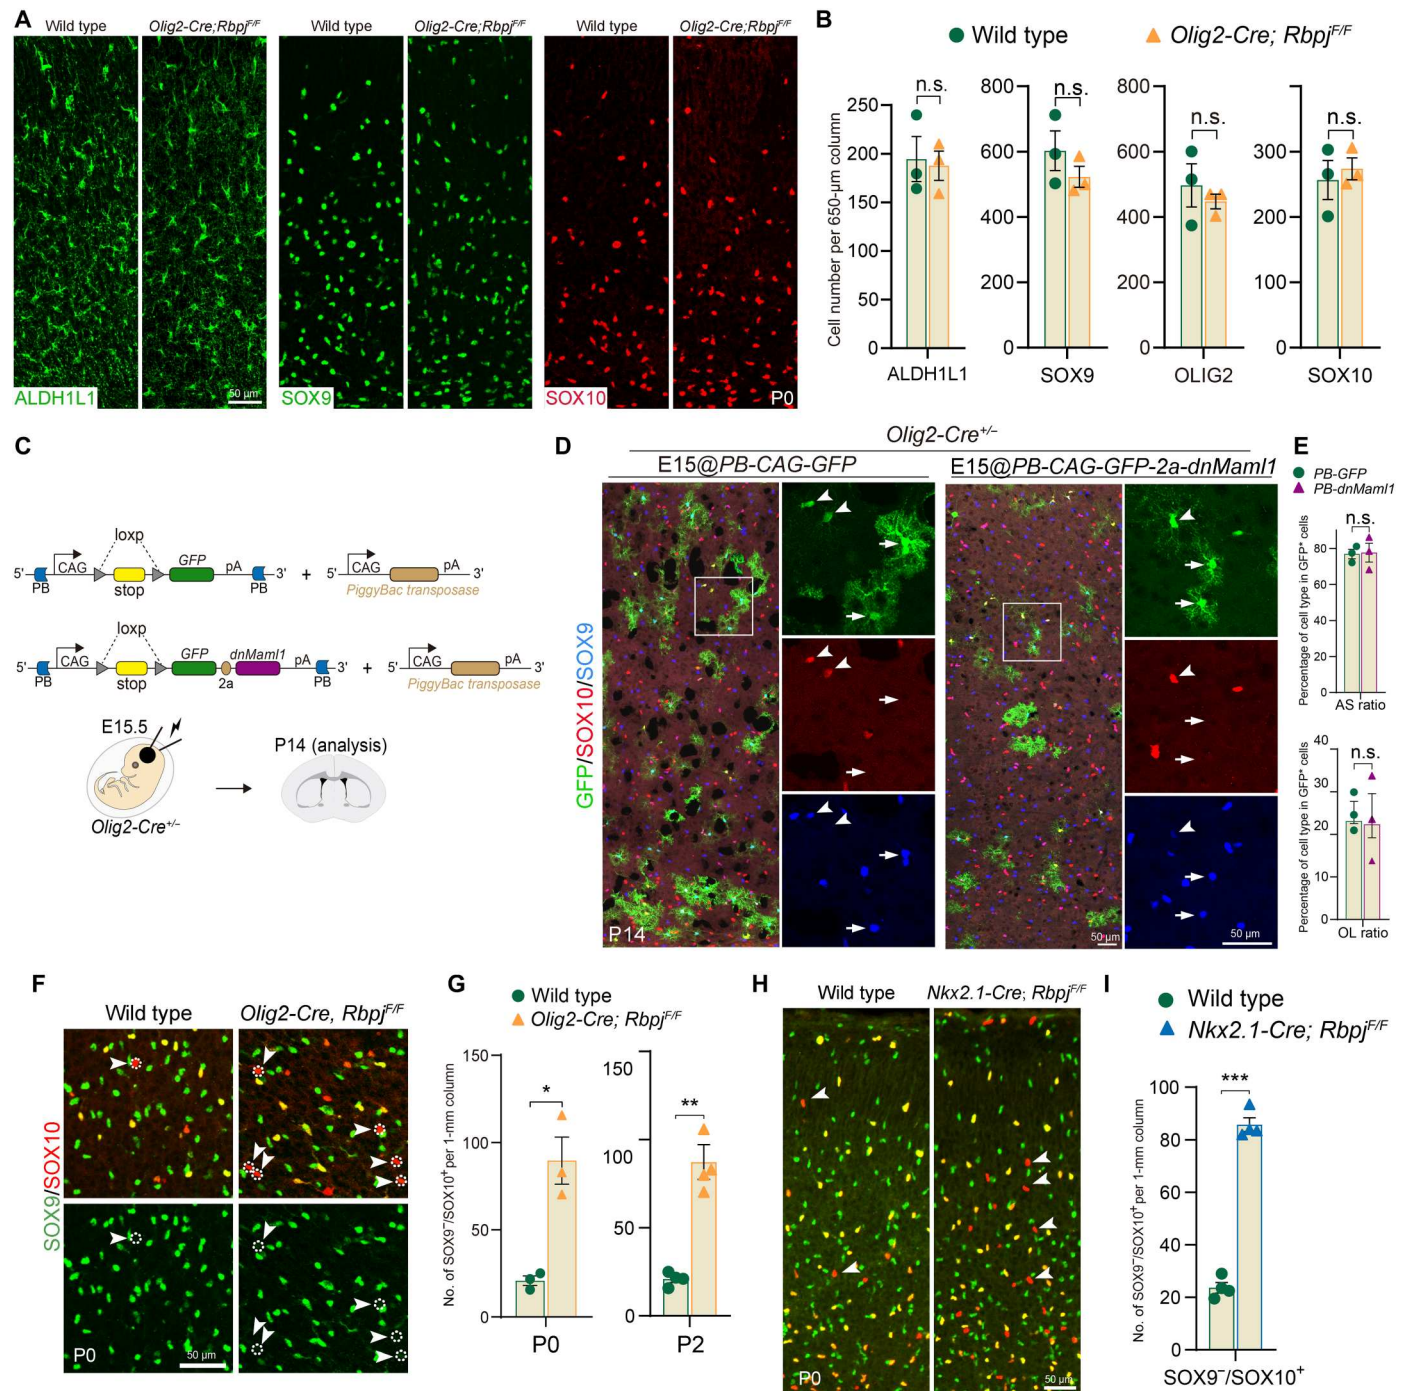 A
Wild type
Olig2-Cre;Rbpj^F/F
Wild type
Olig2-Cre;Rbpj^F/F
Wild type
Olig2-Cre;Rbpj^F/F
ALDH1L1
50 µm
SOX9
SOX10
P0
B
Wild type
Olig2-Cre; Rbpj^F/F
Cell number per 650-µm column
250
200
150
100
50
0
n.s.
ALDH1L1
800
600
400
200
0
n.s.
SOX9
800
600
400
200
0
n.s.
OLIG2
300
200
100
0
n.s.
SOX10
C
loxp
5'
PB
CAG
stop
GFP
pA
PB
3'
+
5'
CAG
pA
3'
PiggyBac transposase
loxp
5'
PB
CAG
stop
GFP
2a
dnMaml1
pA
PB
3'
+
5'
CAG
pA
3'
PiggyBac transposase
E15.5
Olig2-Cre^+/–
P14 (analysis)
D
Olig2-Cre^+/–
E15@PB-CAG-GFP
E15@PB-CAG-GFP-2a-dnMaml1
GFP/SOX10/SOX9
P14
50 µm
50 µm
E
PB-GFP
PB-dnMaml1
Percentage of cell type in GFP⁺ cells
80
60
40
20
0
n.s.
AS ratio
Percentage of cell type in GFP⁺ cells
40
30
20
10
0
n.s.
OL ratio
F
Wild type
Olig2-Cre, Rbpj^F/F
SOX9/SOX10
P0
50 µm
G
Wild type
Olig2-Cre; Rbpj^F/F
No. of SOX9⁻/SOX10⁺ per 1-mm column
150
100
50
0
*
P0
150
100
50
0
**
P2
H
Wild type
Nkx2.1-Cre; Rbpj^F/F
P0
50 µm
I
Wild type
Nkx2.1-Cre; Rbpj^F/F
No. of SOX9⁻/SOX10⁺ per 1-mm column
100
80
60
40
20
0
***
SOX9⁻/SOX10⁺